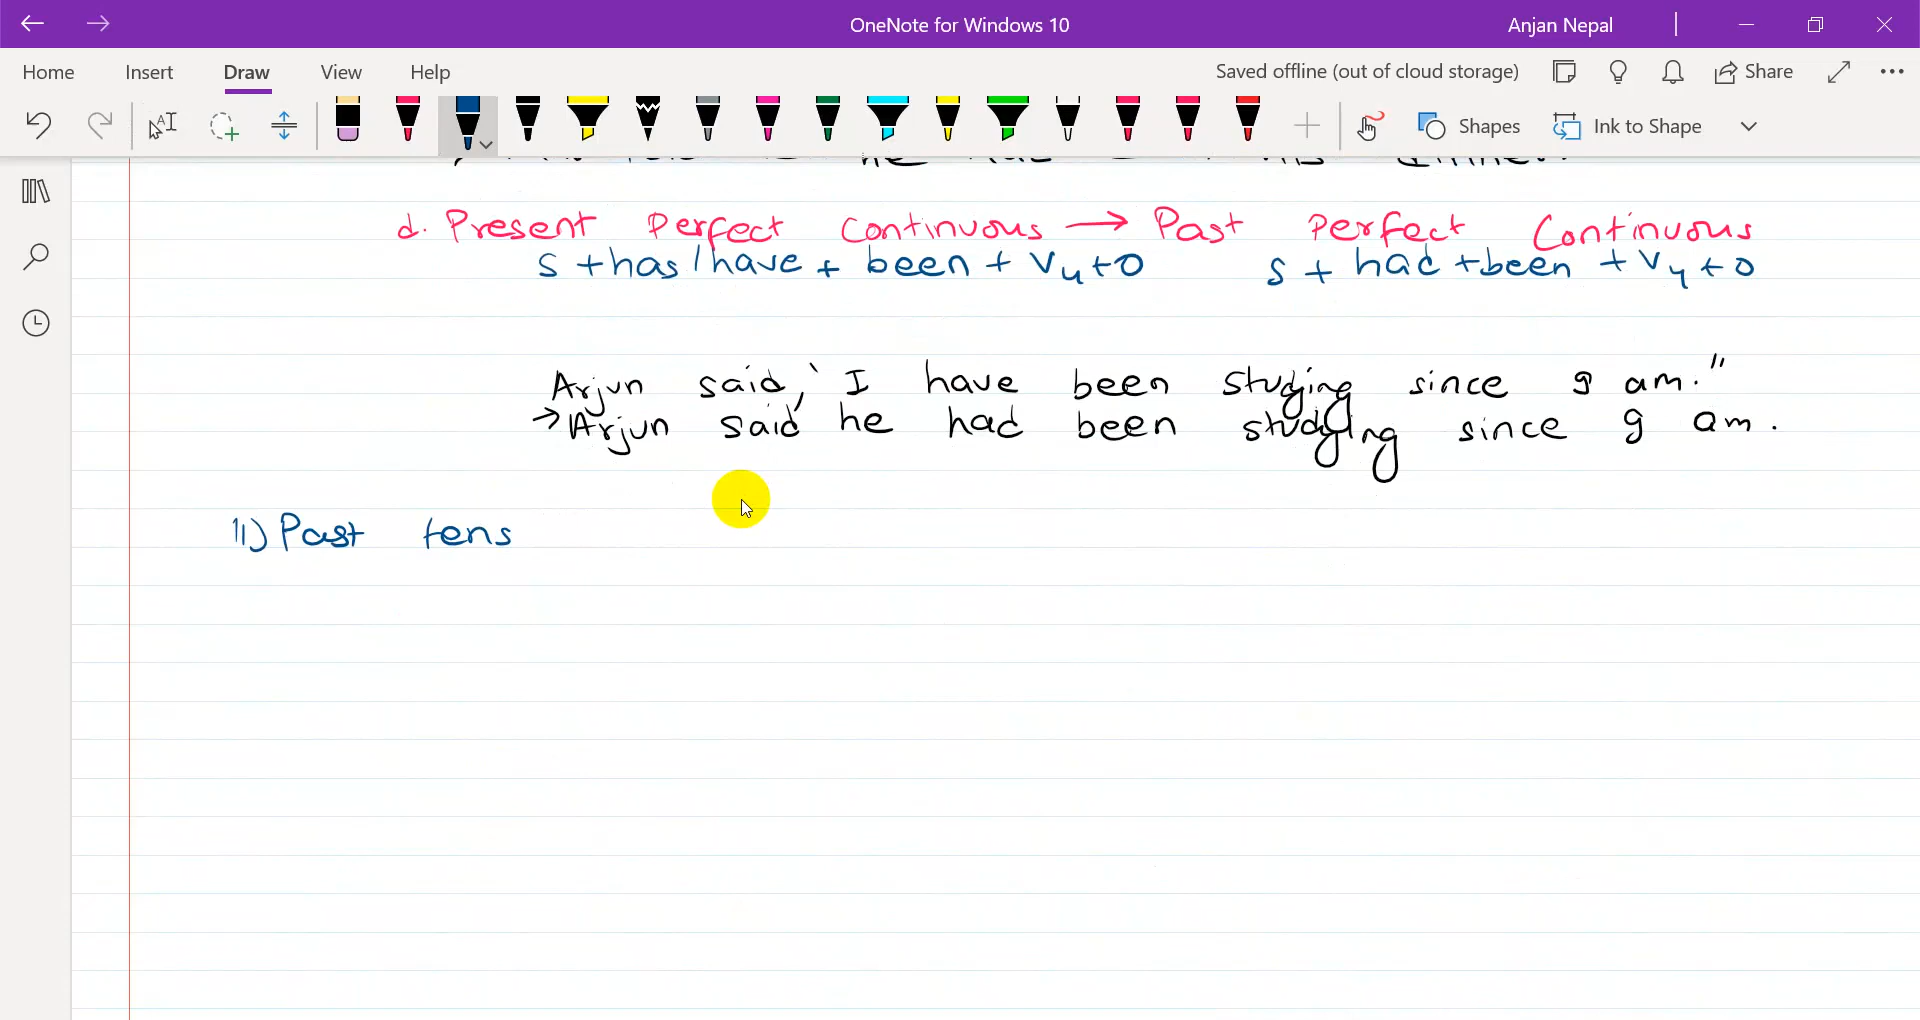 OneNote for Windows 10
Anjan Nepal
Home Insert Draw View Help
Saved offline (out of cloud storage)
Share
Shapes
Ink to Shape
d. Present Perfect Continuous → Past Perfect Continuous
S + has / have + been + V4 + O S + had + been + V4 + O
Arjun said, "I have been studying since 9 am."
→ Arjun said he had been studying since 9 am.
II) Past tens